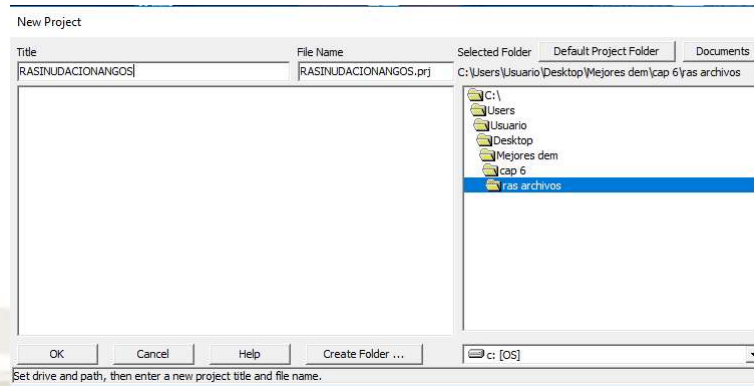 New Project
Title File Name Selected Folder Default Project Folder Documents
RASINUDACIONANGOS RASINUDACIONANGOS.prj C:\Users\Usuario\Desktop\Mejores dem\cap 6\ras archivos
C:\
Users
Usuario
Desktop
Mejores dem
cap 6
ras archivos
OK Cancel Help Create Folder ... c: [OS]
Set drive and path, then enter a new project title and file name.